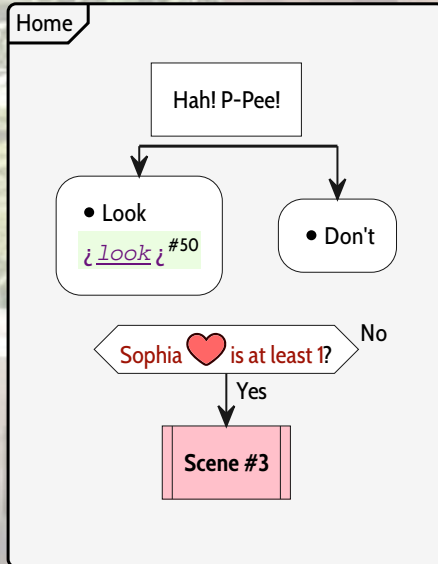 Home
Hah! P-Pee!
• Look
¿look¿#50
• Don't
Sophia ❤ is at least 1?
No
Yes
Scene #3